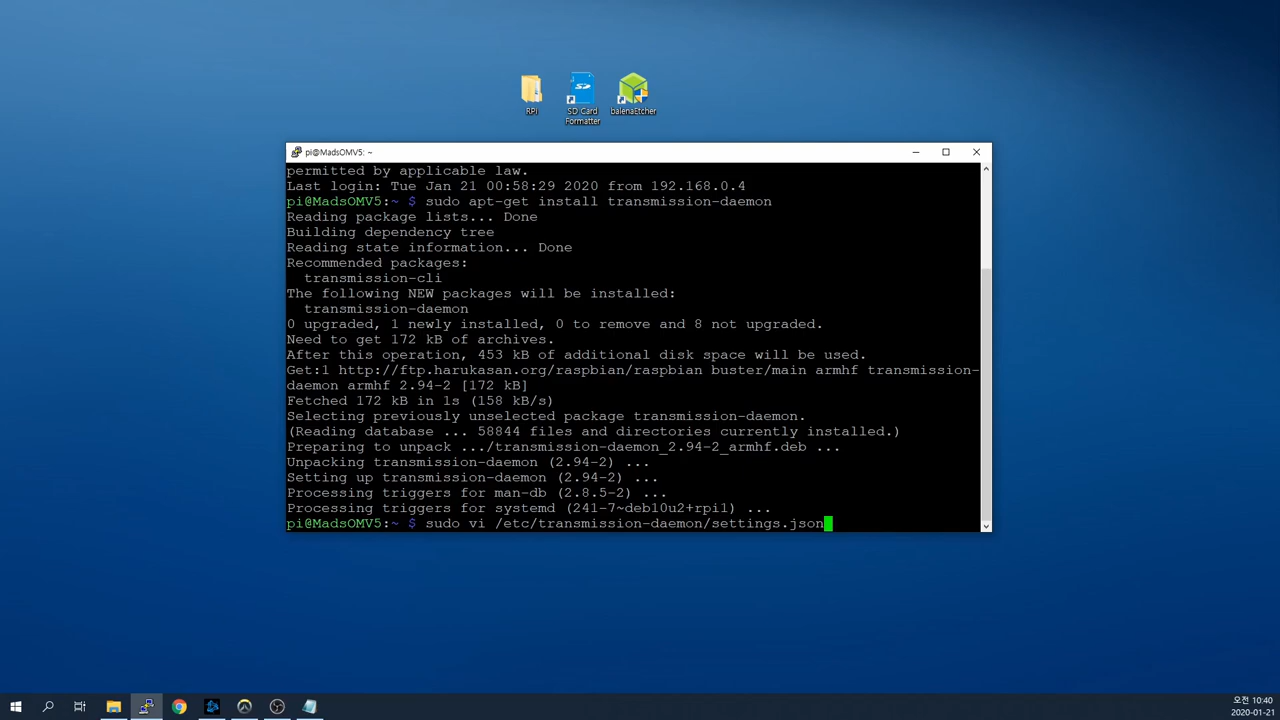 RPi
SD Card
Formatter
balenaEtcher
pi@MadsOMV5: ~
permitted by applicable law.
Last login: Tue Jan 21 00:58:29 2020 from 192.168.0.4
pi@MadsOMV5:~ $ sudo apt-get install transmission-daemon
Reading package lists... Done
Building dependency tree
Reading state information... Done
Recommended packages:
  transmission-cli
The following NEW packages will be installed:
  transmission-daemon
0 upgraded, 1 newly installed, 0 to remove and 8 not upgraded.
Need to get 172 kB of archives.
After this operation, 453 kB of additional disk space will be used.
Get:1 http://ftp.harukasan.org/raspbian/raspbian buster/main armhf transmission-
daemon armhf 2.94-2 [172 kB]
Fetched 172 kB in 1s (158 kB/s)
Selecting previously unselected package transmission-daemon.
(Reading database ... 58844 files and directories currently installed.)
Preparing to unpack .../transmission-daemon_2.94-2_armhf.deb ...
Unpacking transmission-daemon (2.94-2) ...
Setting up transmission-daemon (2.94-2) ...
Processing triggers for man-db (2.8.5-2) ...
Processing triggers for systemd (241-7~deb10u2+rpi1) ...
pi@MadsOMV5:~ $ sudo vi /etc/transmission-daemon/settings.json
오전 10:40
2020-01-21